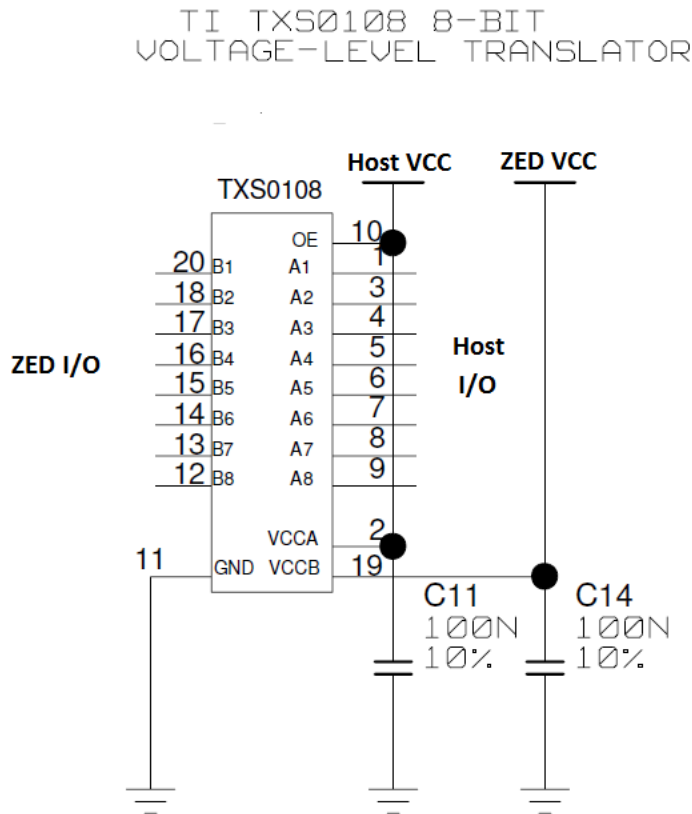 TI TXS0108 8-BIT
VOLTAGE-LEVEL TRANSLATOR
Host VCC ZED VCC
TXS0108
OE 10
20 B1 A1 1
18 B2 A2 3
17 B3 A3 4
16 B4 A4 5
15 B5 A5 6
14 B6 A6 7
13 B7 A7 8
12 B8 A8 9
ZED I/O
Host
I/O
VCCA 2
11 GND VCCB 19
C11
100N
10%
C14
100N
10%